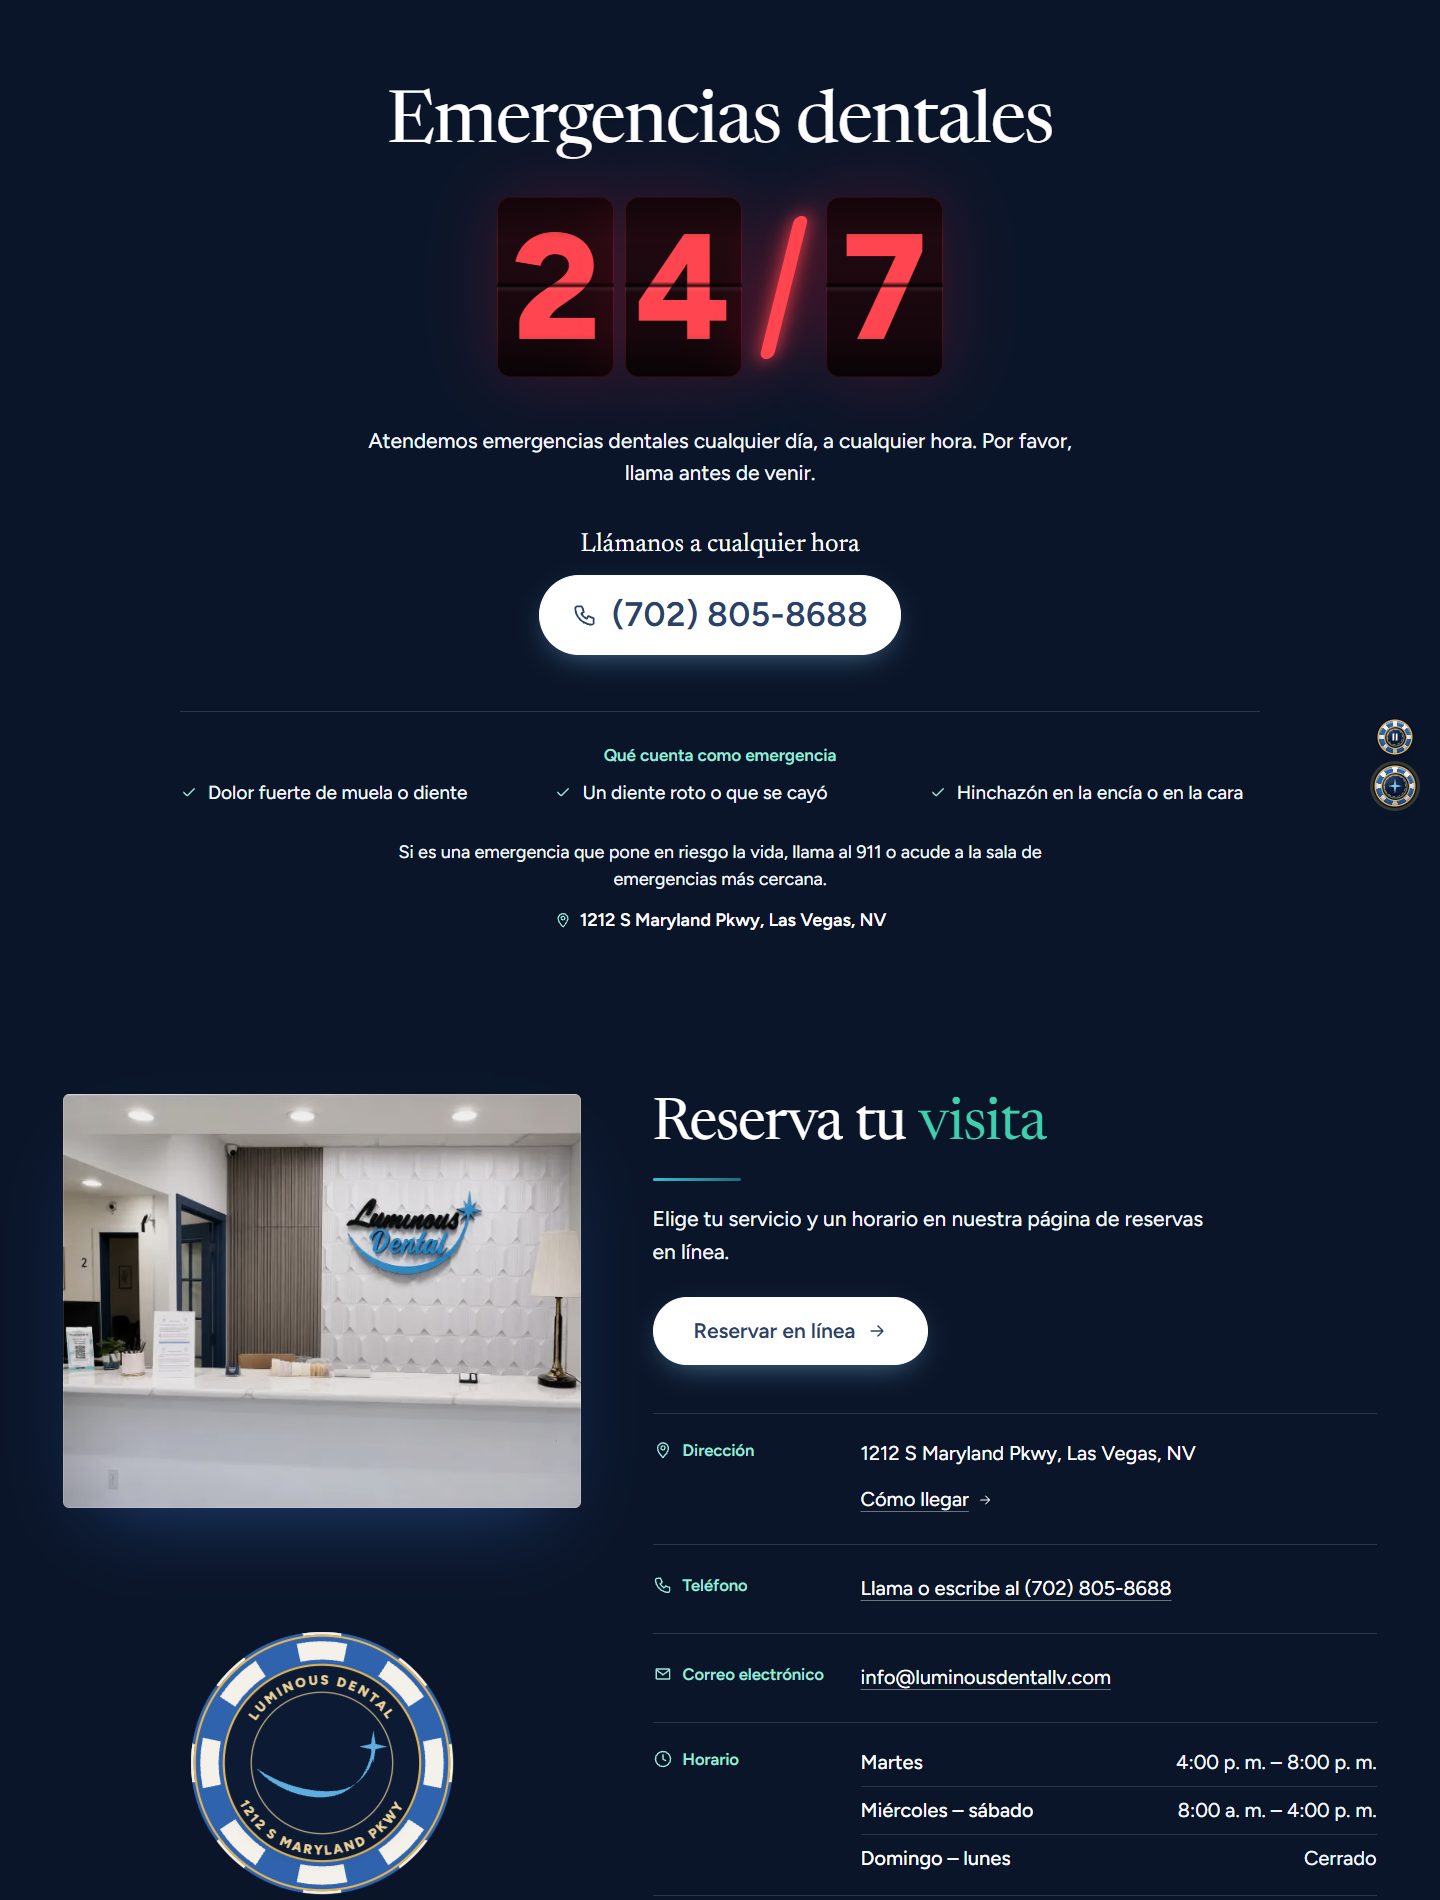 Emergencias dentales
24/7
Atendemos emergencias dentales cualquier día, a cualquier hora. Por favor,
llama antes de venir.
Llámanos a cualquier hora
(702) 805-8688
Qué cuenta como emergencia
Dolor fuerte de muela o diente
Un diente roto o que se cayó
Hinchazón en la encía o en la cara
Si es una emergencia que pone en riesgo la vida, llama al 911 o acude a la sala de
emergencias más cercana.
1212 S Maryland Pkwy, Las Vegas, NV
Luminous
Dental
2
Reserva tu visita
Elige tu servicio y un horario en nuestra página de reservas
en línea.
Reservar en línea
Dirección
1212 S Maryland Pkwy, Las Vegas, NV
Cómo llegar
Teléfono
Llama o escribe al (702) 805-8688
Correo electrónico
info@luminousdentallv.com
Horario
Martes 4:00 p. m. – 8:00 p. m.
Miércoles – sábado 8:00 a. m. – 4:00 p. m.
Domingo – lunes Cerrado
LUMINOUS DENTAL
1212 S MARYLAND PKWY